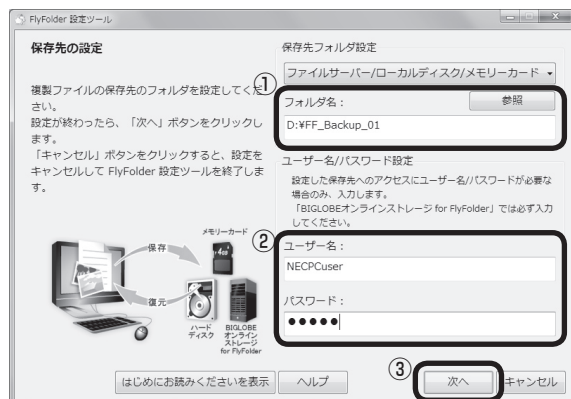 FlyFolder 設定ツール
保存先の設定
複製ファイルの保存先のフォルダを設定してくだ
さい。
設定が終わったら、「次へ」ボタンをクリックし
ます。
「キャンセル」ボタンをクリックすると、設定を
キャンセルして FlyFolder 設定ツールを終了しま
す。
保存
復元
メモリーカード
4GB
ハード
ディスク
BIGLOBE
オンライン
ストレージ
for FlyFolder
保存先フォルダ設定
ファイルサーバー/ローカルディスク/メモリーカード
①
フォルダ名:
参照
D:¥FF_Backup_01
ユーザー名/パスワード設定
設定した保存先へのアクセスにユーザー名/パスワードが必要な
場合のみ、入力します。
「BIGLOBEオンラインストレージ for FlyFolder」では必ず入力
してください。
②
ユーザー名:
NECPCuser
パスワード:
●●●●●
③
はじめにお読みくださいを表示
ヘルプ
次へ
キャンセル